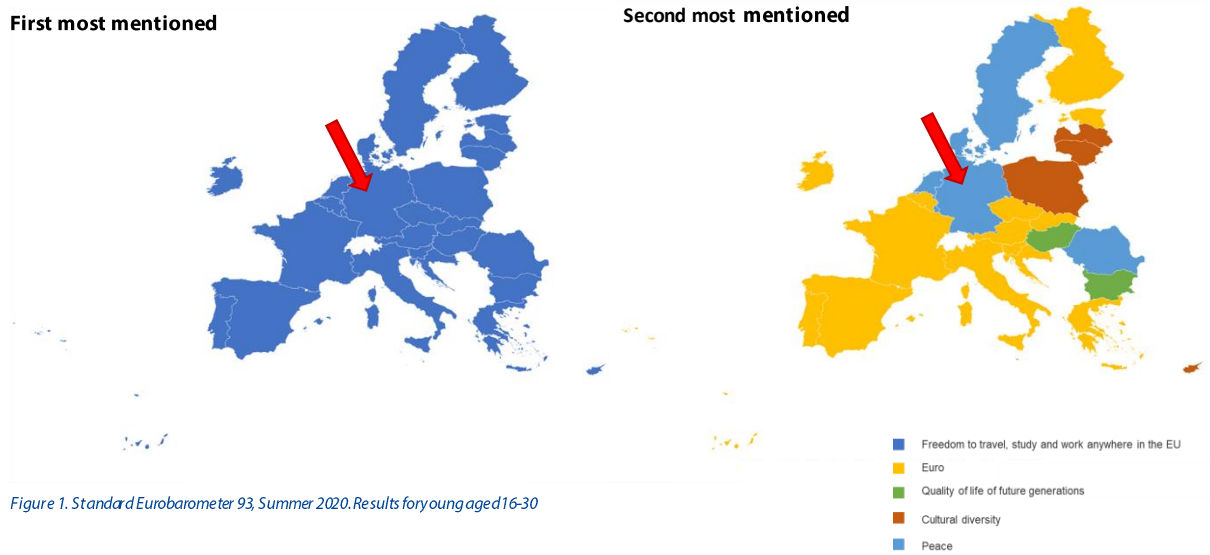 First most mentioned
Second most mentioned
Freedom to travel, study and work anywhere in the EU
Euro
Quality of life of future generations
Cultural diversity
Peace
Figure 1. Standard Eurobarometer 93, Summer 2020. Results for young aged 16-30